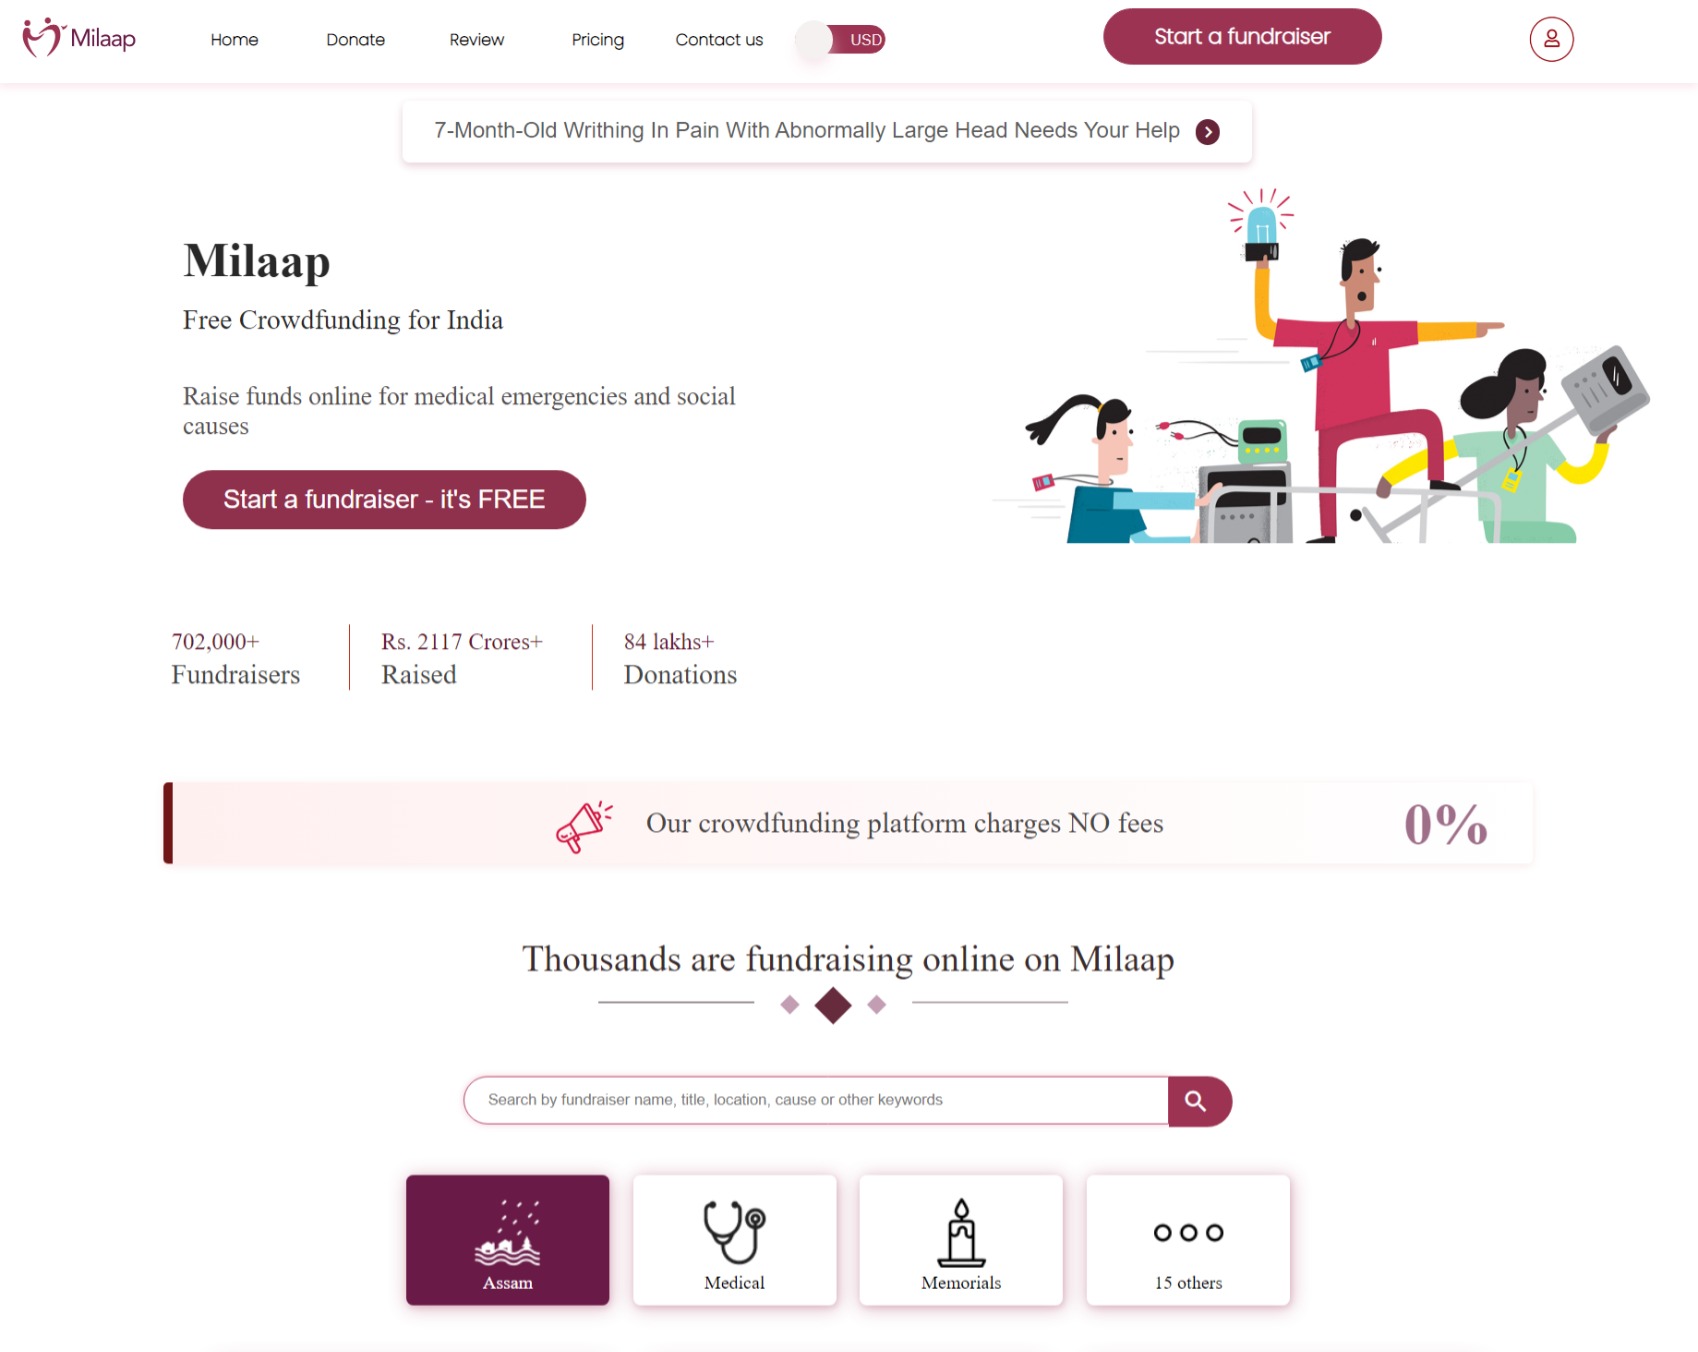 Milaap
Home
Donate
Review
Pricing
Contact us
USD
Start a fundraiser
7-Month-Old Writhing In Pain With Abnormally Large Head Needs Your Help
Milaap
Free Crowdfunding for India
Raise funds online for medical emergencies and social
causes
Start a fundraiser - it's FREE
702,000+
Fundraisers
Rs. 2117 Crores+
Raised
84 lakhs+
Donations
Our crowdfunding platform charges NO fees
0%
Thousands are fundraising online on Milaap
Search by fundraiser name, title, location, cause or other keywords
Assam
Medical
Memorials
15 others